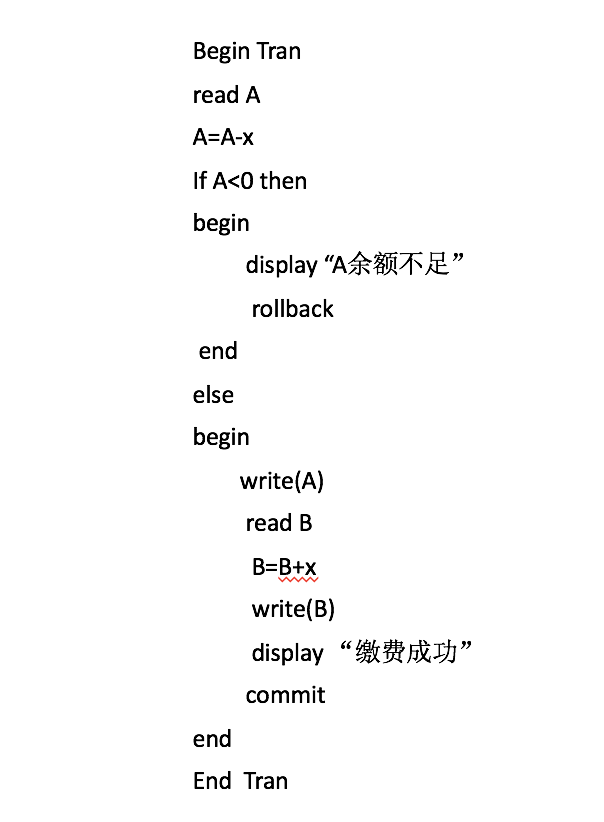 Begin Tran
read A
A=A-x
If A<0 then
begin
display “A余额不足”
rollback
end
else
begin
write(A)
read B
B=B+x
write(B)
display “缴费成功”
commit
end
End Tran